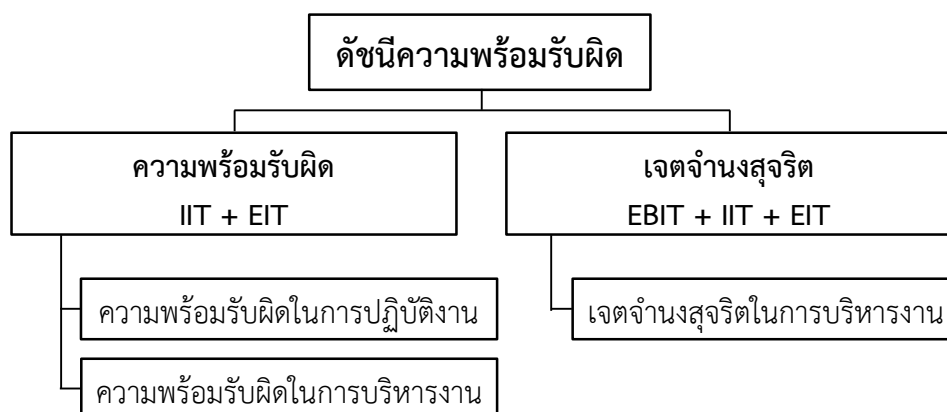 ดัชนีความพร้อมรับผิด
ความพร้อมรับผิด
IIT + EIT
ความพร้อมรับผิดในการปฏิบัติงาน
ความพร้อมรับผิดในการบริหารงาน
เจตจำนงสุจริต
EBIT + IIT + EIT
เจตจำนงสุจริตในการบริหารงาน